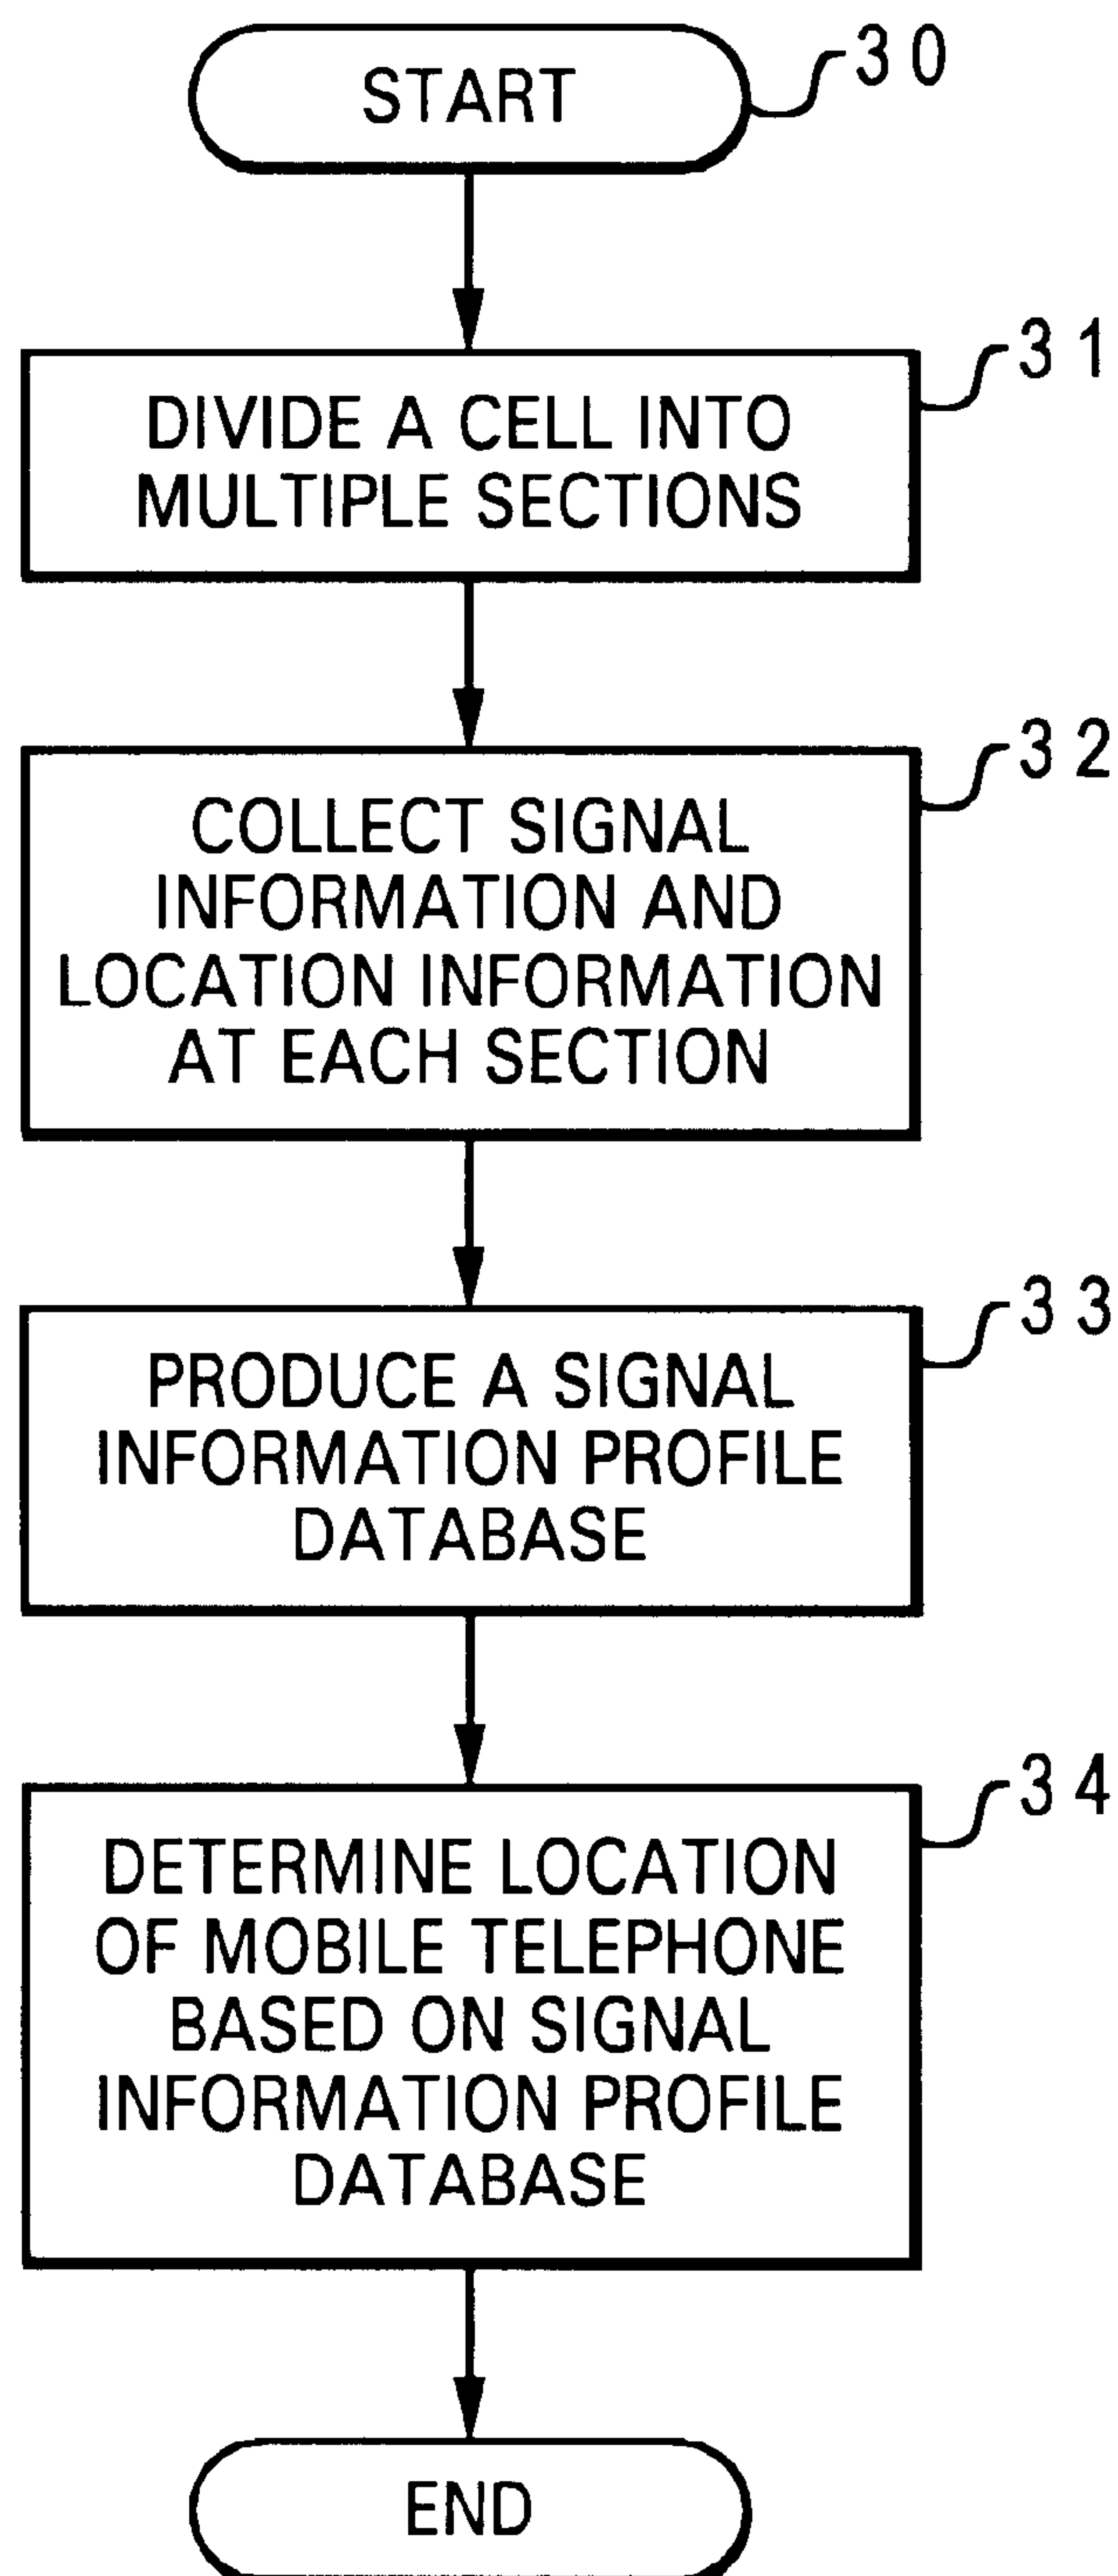 START
30
31
DIVIDE A CELL INTO
MULTIPLE SECTIONS
32
COLLECT SIGNAL
INFORMATION AND
LOCATION INFORMATION
AT EACH SECTION
33
PRODUCE A SIGNAL
INFORMATION PROFILE
DATABASE
34
DETERMINE LOCATION
OF MOBILE TELEPHONE
BASED ON SIGNAL
INFORMATION PROFILE
DATABASE
END